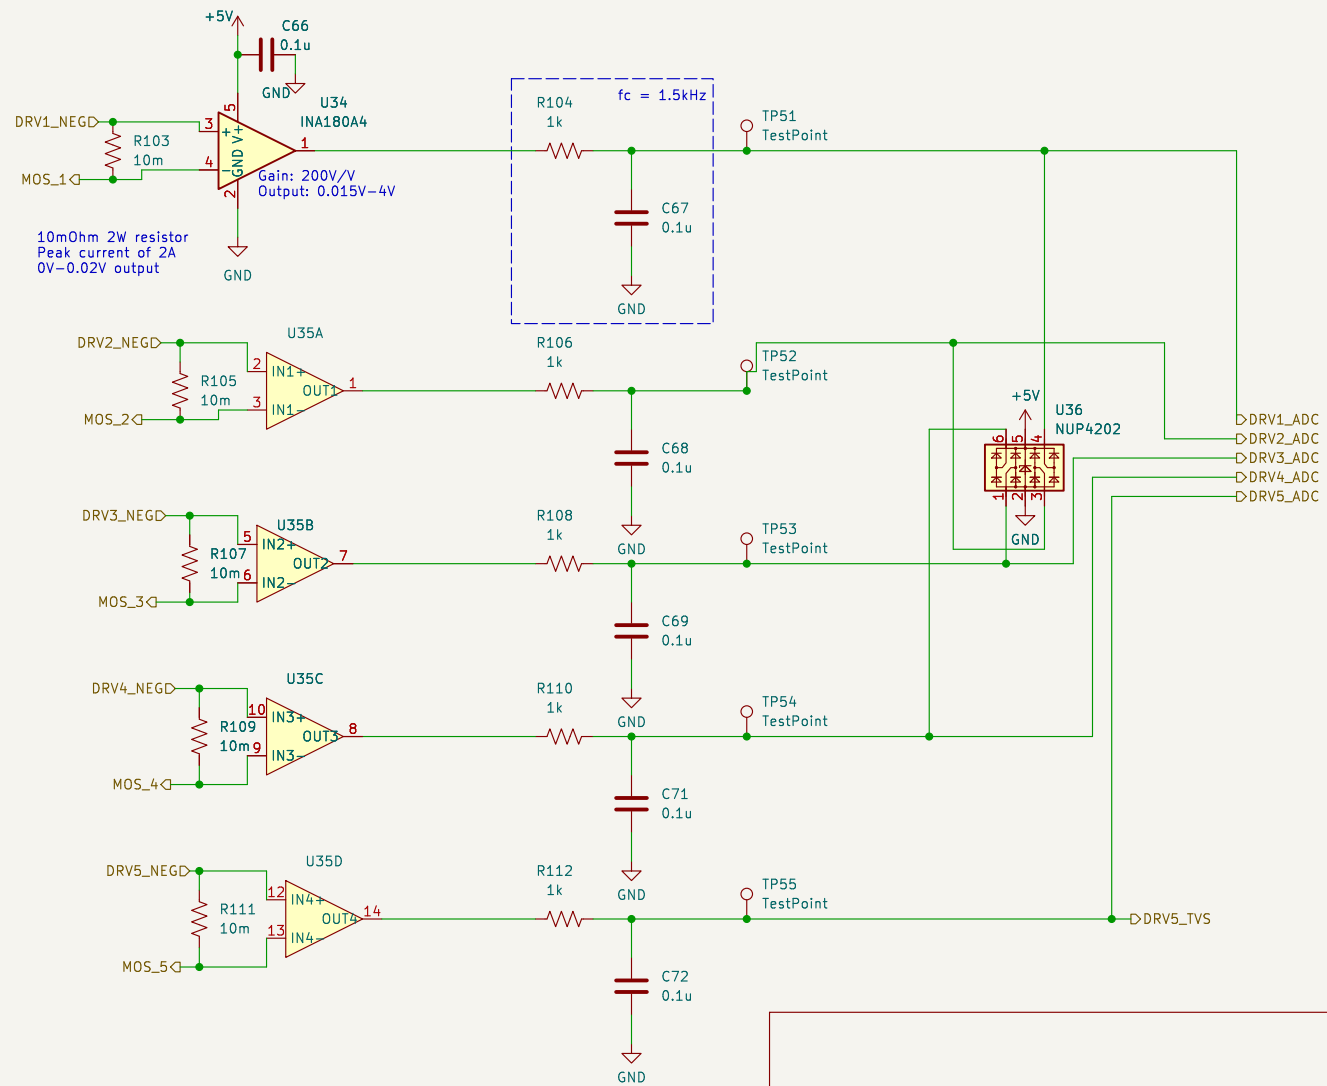 +5V
C66
0.1u
GND
U34
INA180A4
DRV1_NEG
R103
10m
MOS_1
3
4
5
2
1
+
V+
GND
-
Gain: 200V/V
Output: 0.015V-4V
10mOhm 2W resistor
Peak current of 2A
0V-0.02V output
GND
fc = 1.5kHz
R104
1k
C67
0.1u
GND
TP51
TestPoint
U35A
DRV2_NEG
R105
10m
MOS_2
2
IN1+
3
IN1-
OUT1
1
R106
1k
C68
0.1u
GND
TP52
TestPoint
+5V
U36
NUP4202
6
5
4
1
2
3
GND
DRV1_ADC
DRV2_ADC
DRV3_ADC
DRV4_ADC
DRV5_ADC
U35B
DRV3_NEG
R107
10m
MOS_3
5
IN2+
6
IN2-
OUT2
7
R108
1k
C69
0.1u
GND
TP53
TestPoint
U35C
DRV4_NEG
R109
10m
MOS_4
10
IN3+
9
IN3-
OUT3
8
R110
1k
C71
0.1u
GND
TP54
TestPoint
U35D
DRV5_NEG
R111
10m
MOS_5
12
IN4+
13
IN4-
OUT4
14
R112
1k
C72
0.1u
GND
TP55
TestPoint
DRV5_TVS